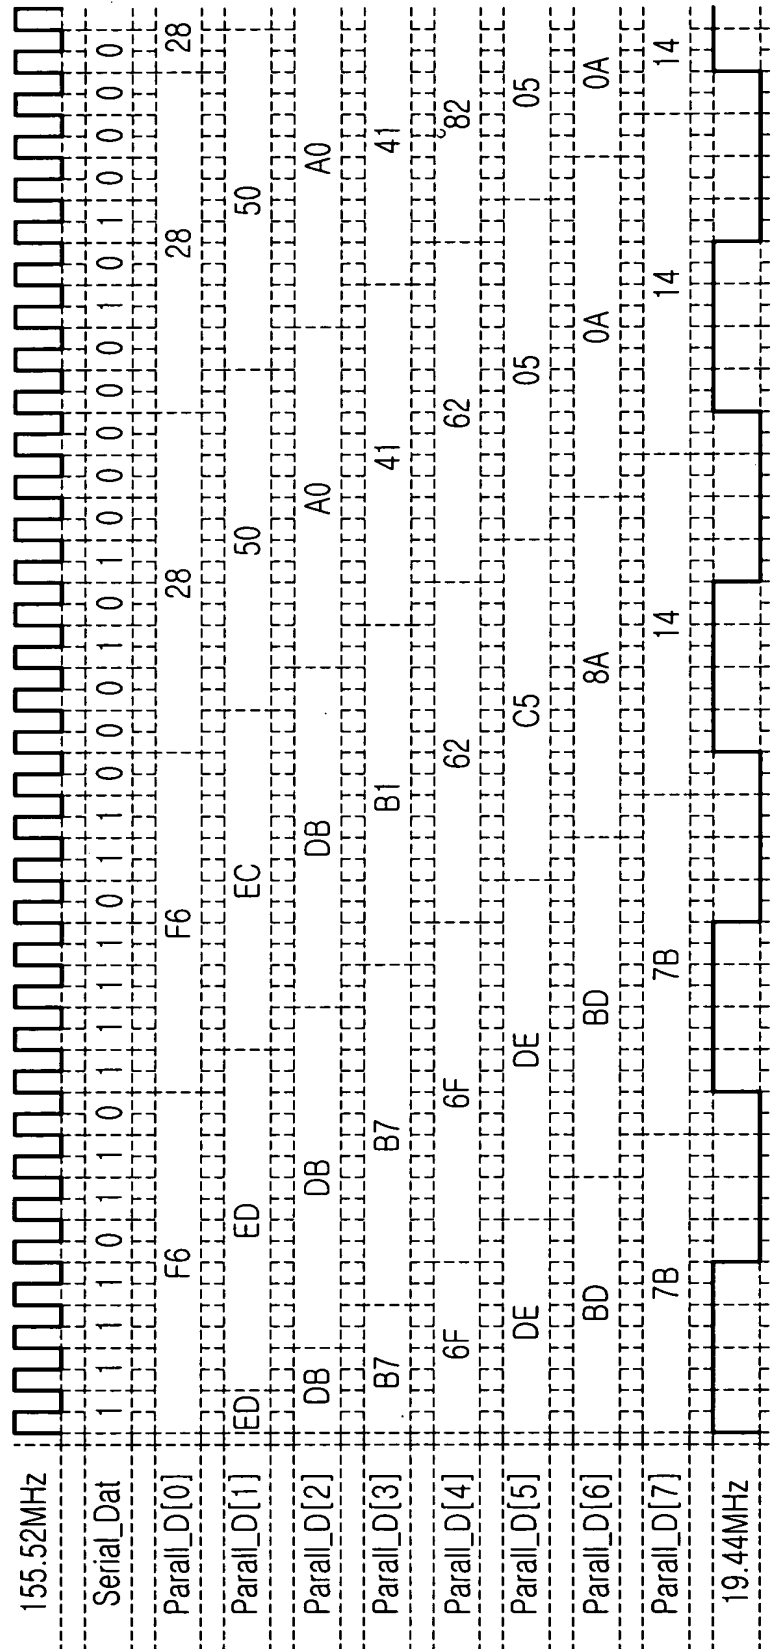 155.52MHz
Serial_Dat 1 1 1 1 0 1 1 0 1 1 1 1 0 1 1 0 0 0 1 0 1 0 0 0 0 0 1 0 1 0 0 0 0
Parall_D[0] F6 F6 28 28 28
Parall_D[1] ED ED EC 50 50
Parall_D[2] DB DB DB A0 A0
Parall_D[3] B7 B7 B1 41 41
Parall_D[4] 6F 6F 62 62 82
Parall_D[5] DE DE C5 05 05
Parall_D[6] BD BD 8A 0A 0A
Parall_D[7] 7B 7B 14 14 14
19.44MHz